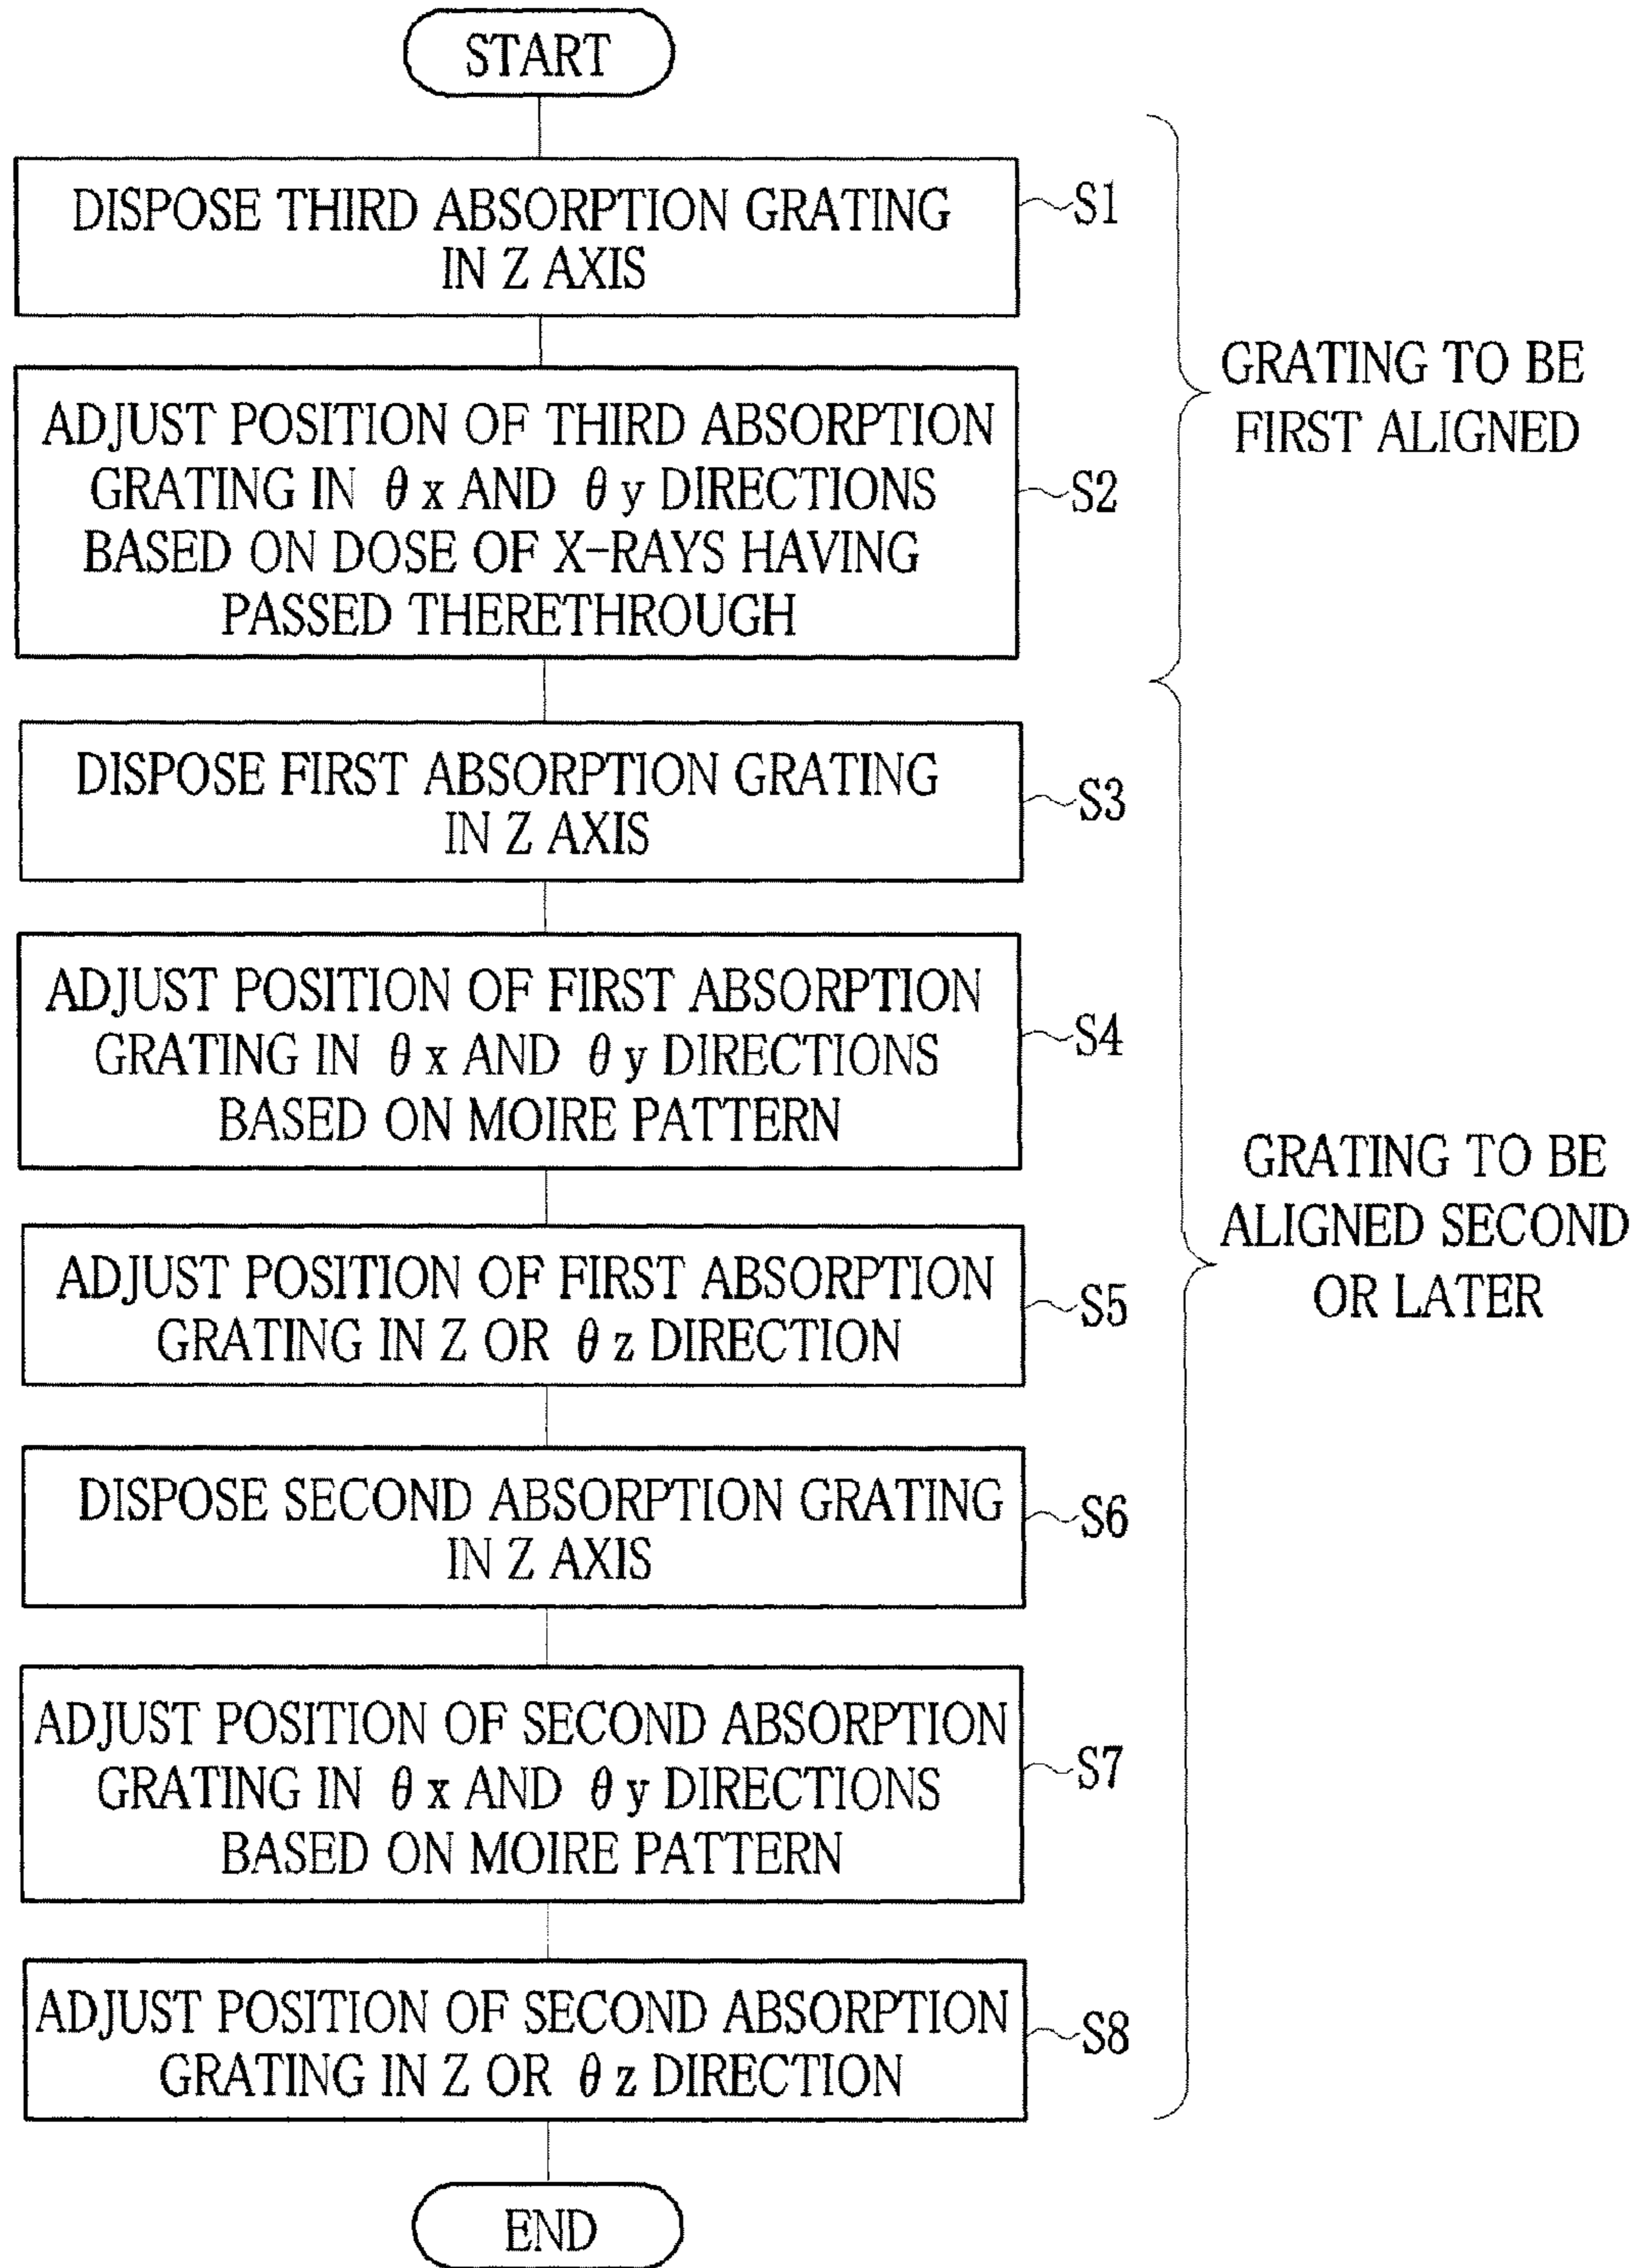 START
DISPOSE THIRD ABSORPTION GRATING
IN Z AXIS
S1
ADJUST POSITION OF THIRD ABSORPTION
GRATING IN θx AND θy DIRECTIONS
BASED ON DOSE OF X-RAYS HAVING
PASSED THERETHROUGH
S2
GRATING TO BE
FIRST ALIGNED
DISPOSE FIRST ABSORPTION GRATING
IN Z AXIS
S3
ADJUST POSITION OF FIRST ABSORPTION
GRATING IN θx AND θy DIRECTIONS
BASED ON MOIRE PATTERN
S4
ADJUST POSITION OF FIRST ABSORPTION
GRATING IN Z OR θz DIRECTION
S5
GRATING TO BE
ALIGNED SECOND
OR LATER
DISPOSE SECOND ABSORPTION GRATING
IN Z AXIS
S6
ADJUST POSITION OF SECOND ABSORPTION
GRATING IN θx AND θy DIRECTIONS
BASED ON MOIRE PATTERN
S7
ADJUST POSITION OF SECOND ABSORPTION
GRATING IN Z OR θz DIRECTION
S8
END